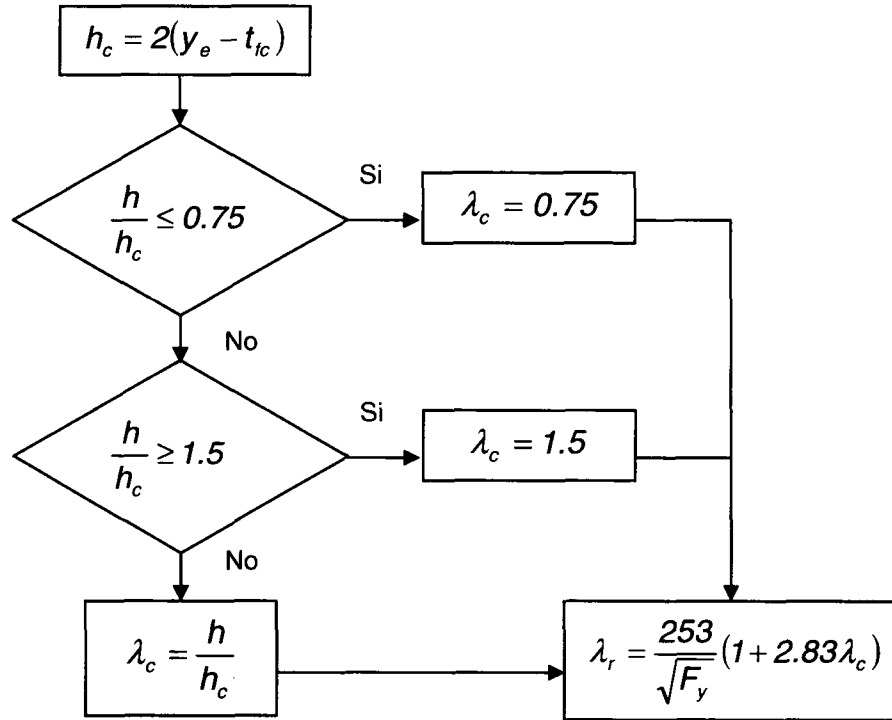 h_c = 2(y_e − t_fc)
Si
h/h_c ≤ 0.75
λ_c = 0.75
No
Si
h/h_c ≥ 1.5
λ_c = 1.5
No
λ_c = h/h_c
λ_r = 253/√F_y (1 + 2.83λ_c)